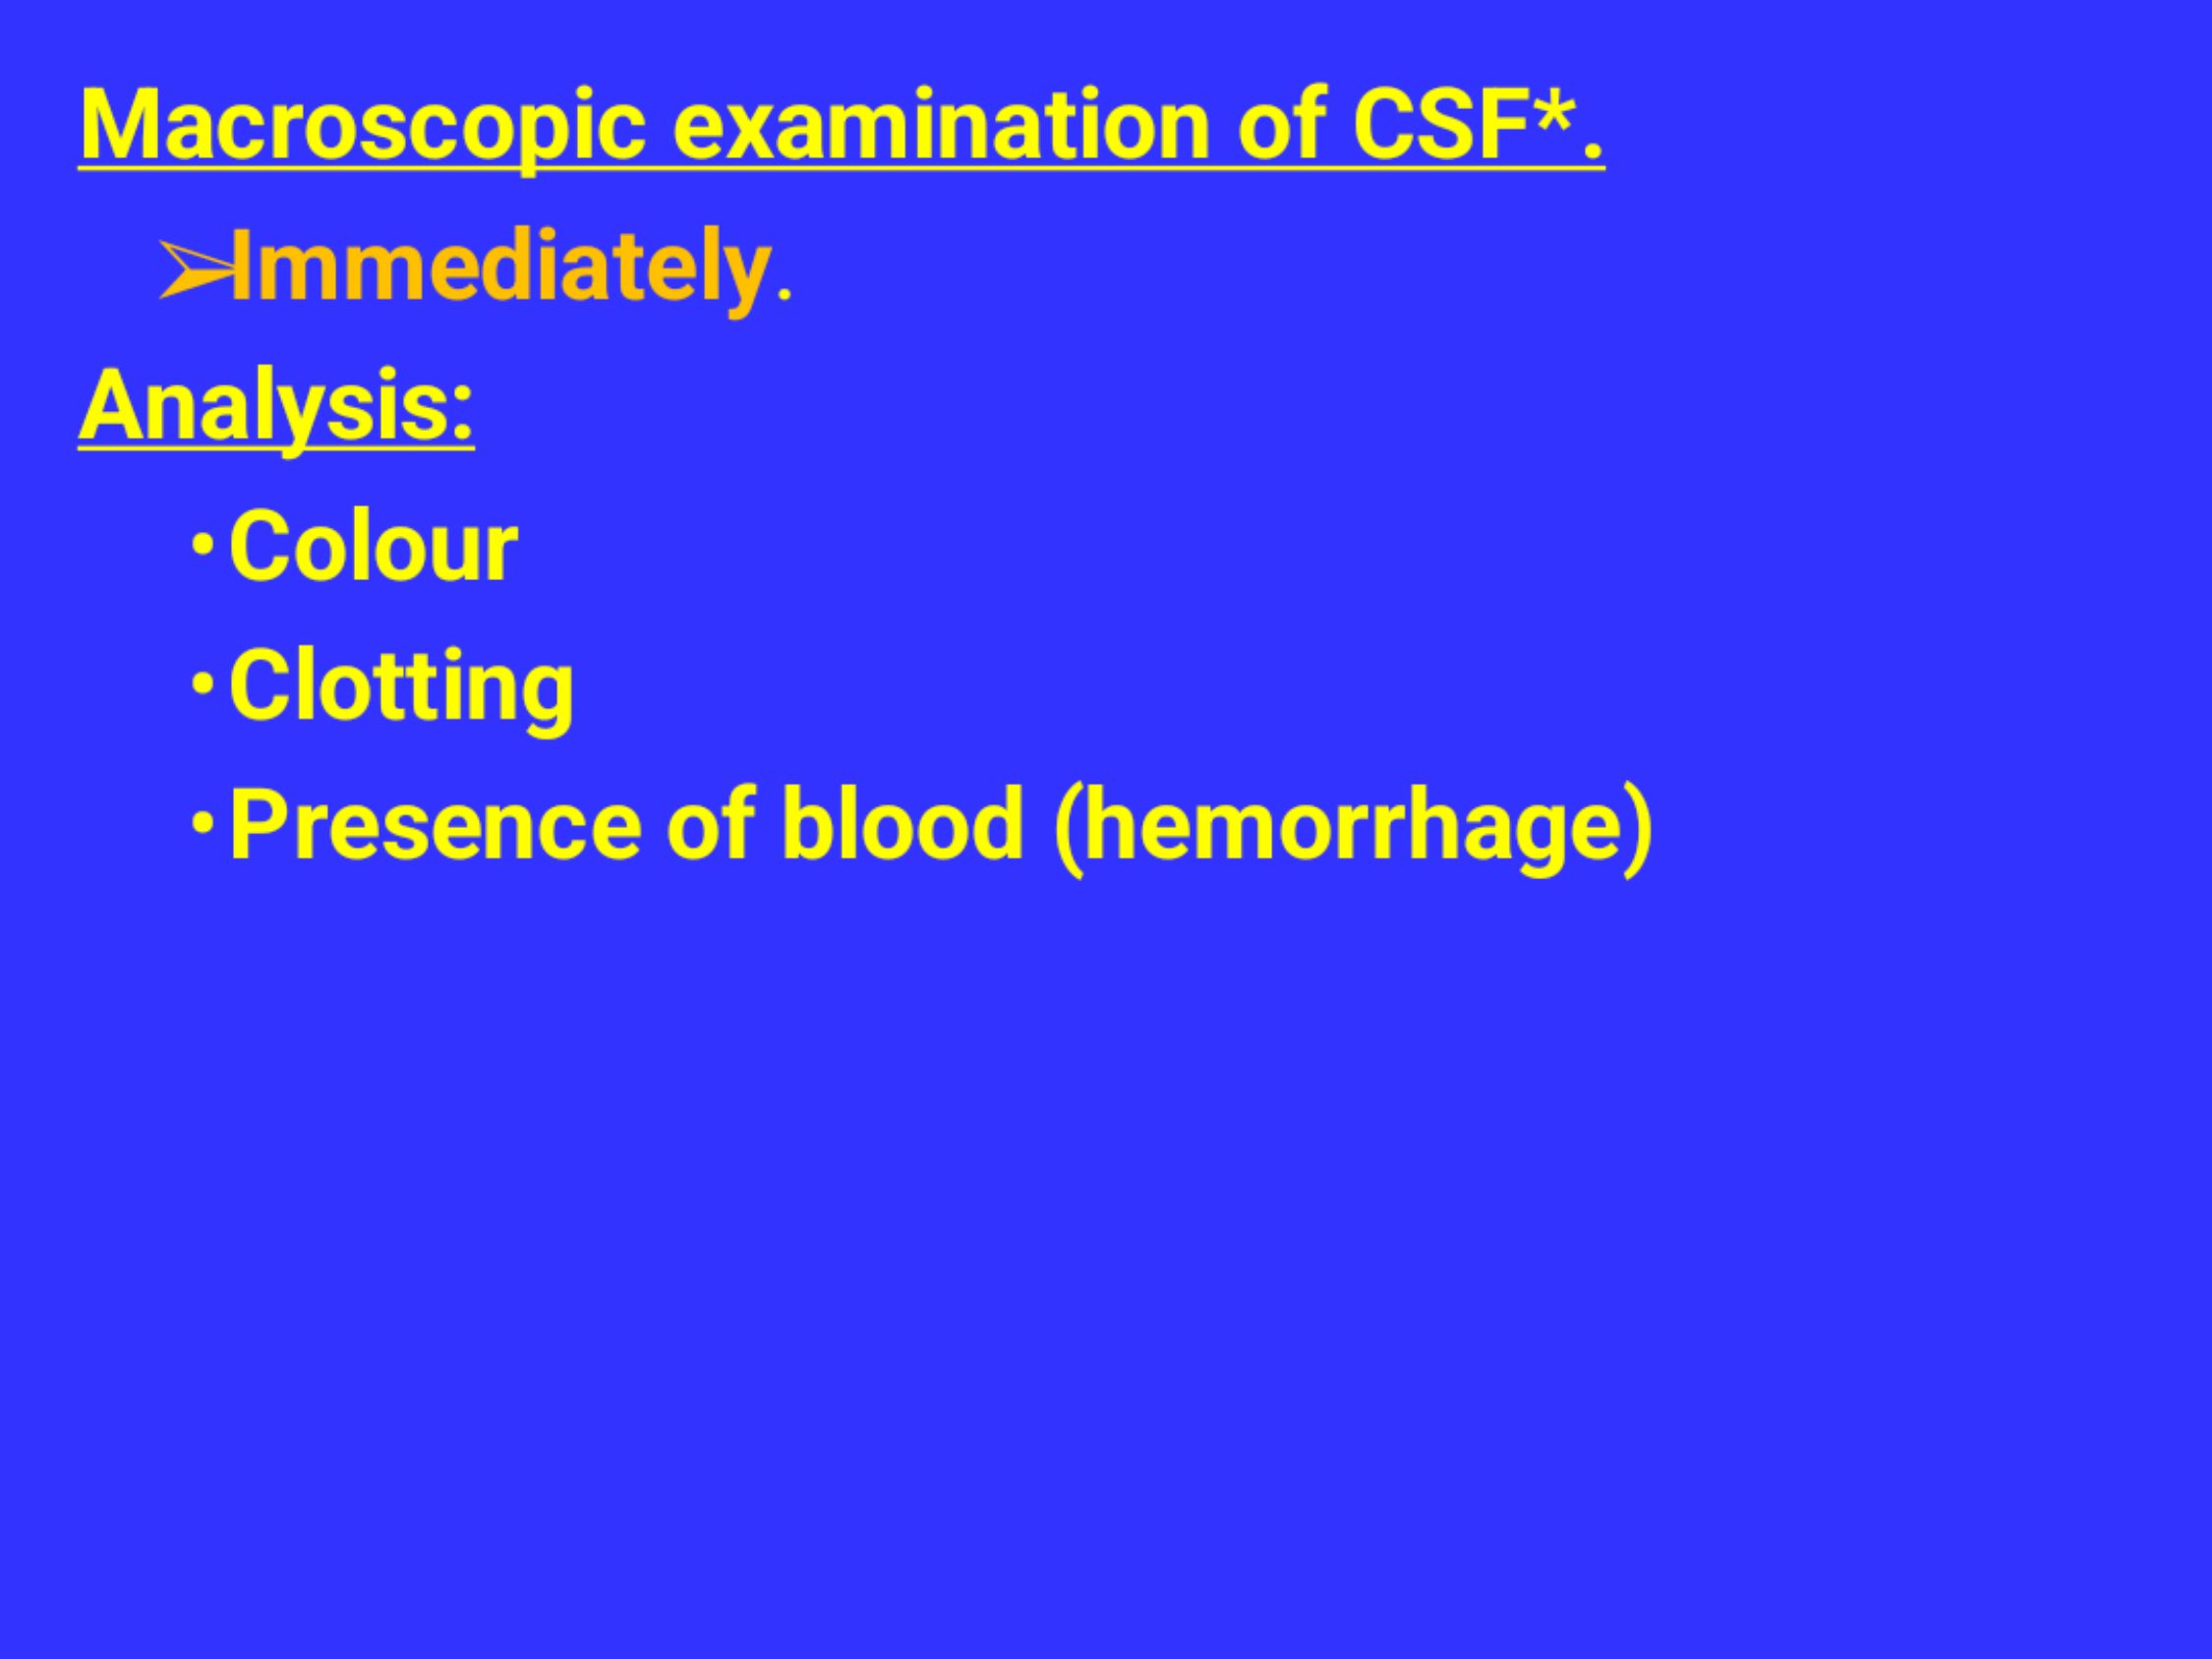 Macroscopic examination of CSF*.
➢Immediately.
Analysis:
•Colour
•Clotting
•Presence of blood (hemorrhage)